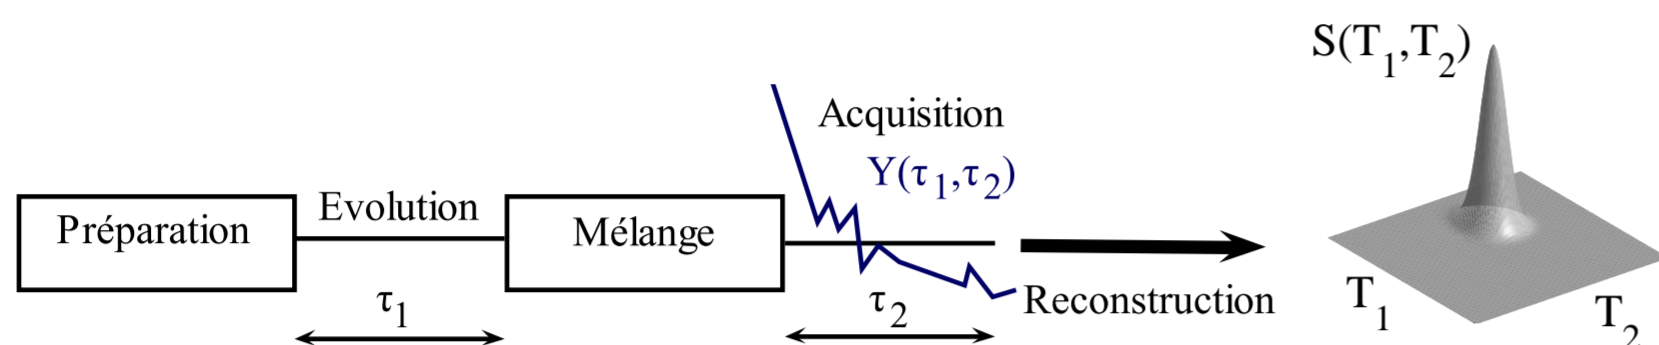 Préparation
Evolution
τ1
Mélange
Acquisition
Y(τ1,τ2)
τ2
Reconstruction
S(T1,T2)
T1
T2